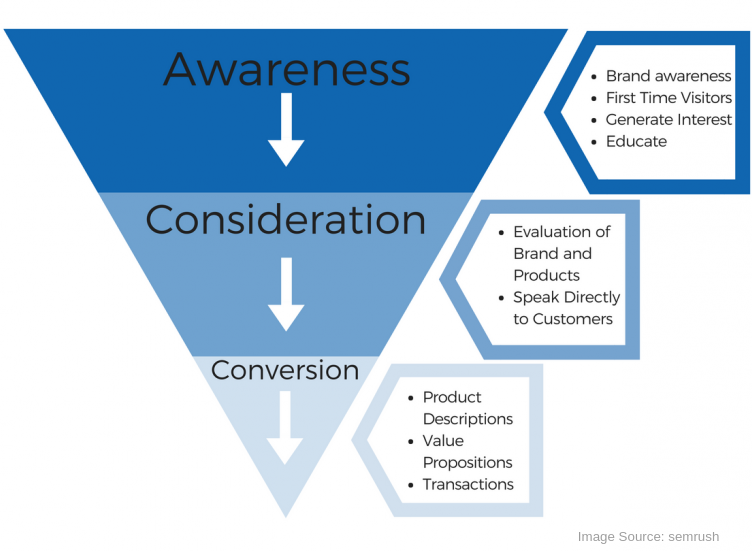 Awareness
• Brand awareness
• First Time Visitors
• Generate Interest
• Educate
Consideration
• Evaluation of
Brand and
Products
• Speak Directly
to Customers
Conversion
• Product
Descriptions
• Value
Propositions
• Transactions
Image Source: semrush